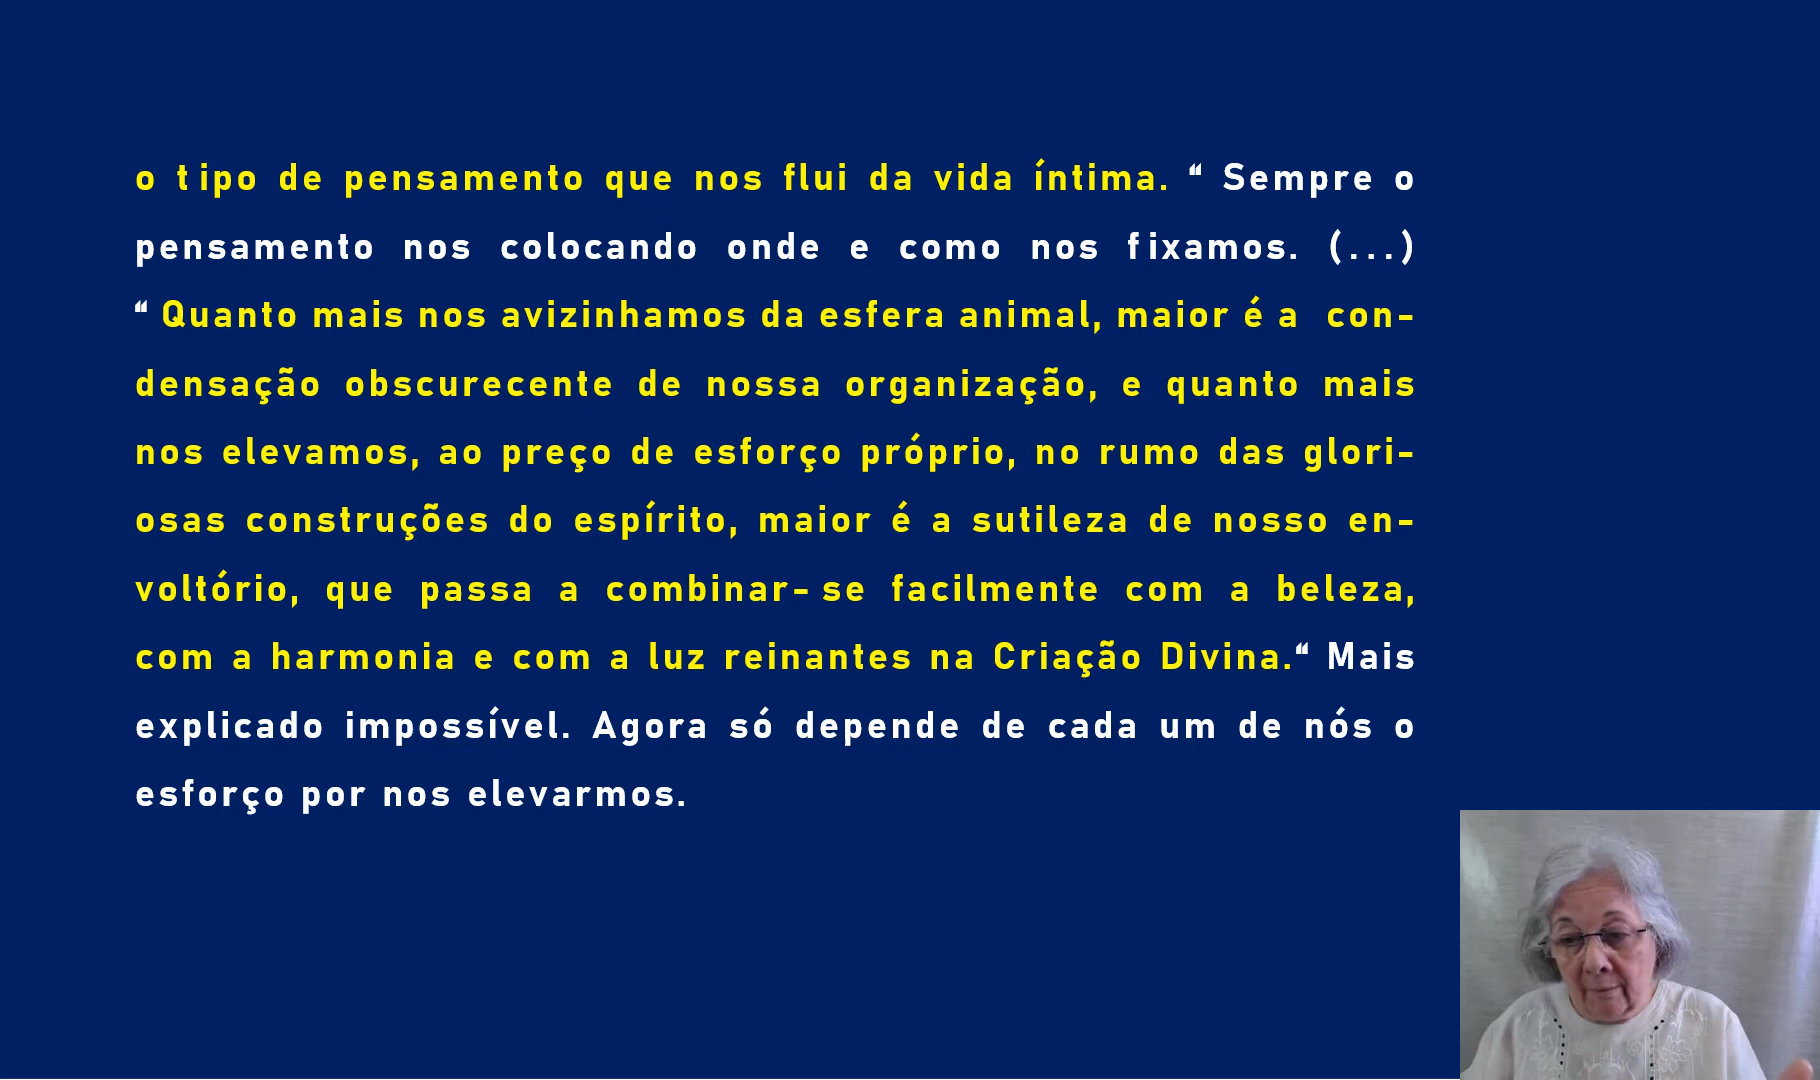 o tipo de pensamento que nos flui da vida íntima. “ Sempre o
pensamento nos colocando onde e como nos fixamos. (...)
“ Quanto mais nos avizinhamos da esfera animal, maior é a con-
densação obscurecente de nossa organização, e quanto mais
nos elevamos, ao preço de esforço próprio, no rumo das glori-
osas construções do espírito, maior é a sutileza de nosso en-
voltório, que passa a combinar-se facilmente com a beleza,
com a harmonia e com a luz reinantes na Criação Divina.“ Mais
explicado impossível. Agora só depende de cada um de nós o
esforço por nos elevarmos.